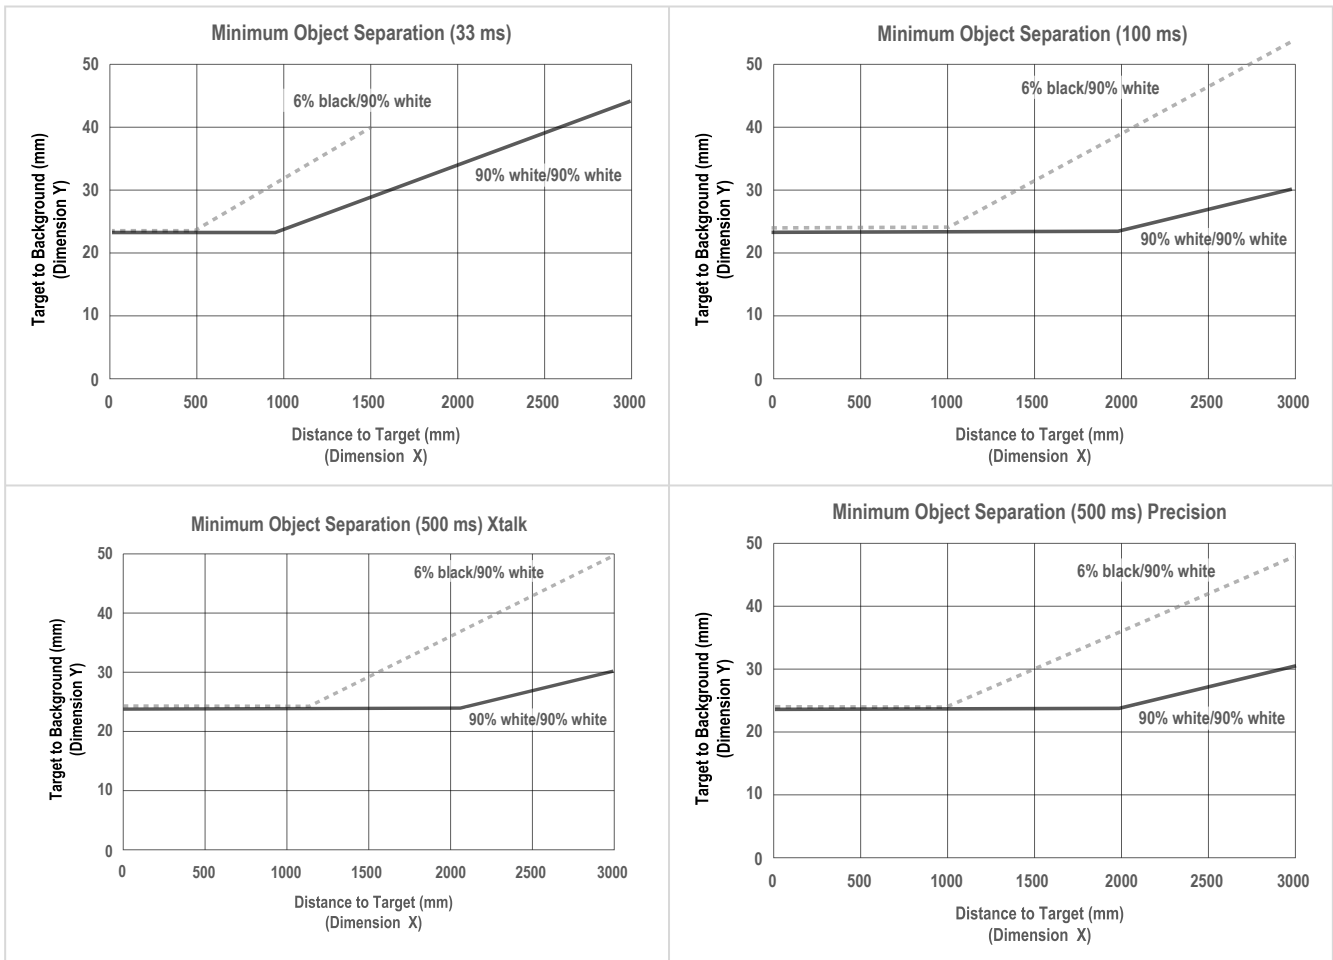 Minimum Object Separation (33 ms)
50
40
30
20
10
0
6% black/90% white
90% white/90% white
Target to Background (mm)
(Dimension Y)
0 500 1000 1500 2000 2500 3000
Distance to Target (mm)
(Dimension X)
Minimum Object Separation (100 ms)
50
40
30
20
10
0
6% black/90% white
90% white/90% white
Target to Background (mm)
(Dimension Y)
0 500 1000 1500 2000 2500 3000
Distance to Target (mm)
(Dimension X)
Minimum Object Separation (500 ms) Xtalk
50
40
30
20
10
0
6% black/90% white
90% white/90% white
Target to Background (mm)
(Dimension Y)
0 500 1000 1500 2000 2500 3000
Distance to Target (mm)
(Dimension X)
Minimum Object Separation (500 ms) Precision
50
40
30
20
10
0
6% black/90% white
90% white/90% white
Target to Background (mm)
(Dimension Y)
0 500 1000 1500 2000 2500 3000
Distance to Target (mm)
(Dimension X)